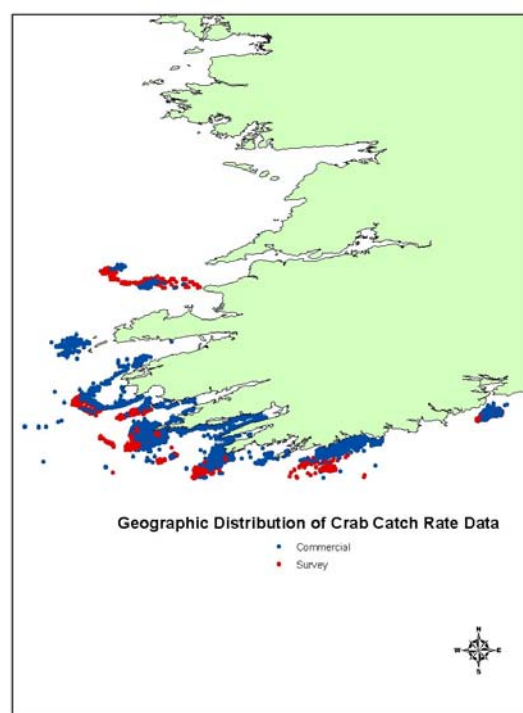 Geographic Distribution of Crab Catch Rate Data
Commercial
Survey
N
W E
S